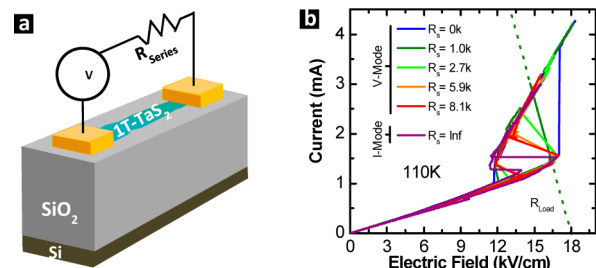 a
V
R Series
1T-TaS2
SiO2
Si
b
Current (mA)
4
3
2
1
0
V-Mode
I-Mode
Rs= 0k
Rs= 1.0k
Rs= 2.7k
Rs= 5.9k
Rs= 8.1k
Rs= Inf
110K
RLoad
0 3 6 9 12 15 18 21
Electric Field (kV/cm)